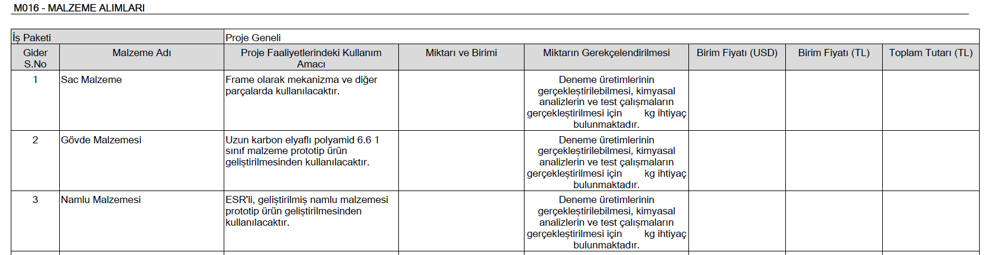 M016 - MALZEME ALIMLARI
İş Paketi
Proje Geneli
Gider S.No
Malzeme Adı
Proje Faaliyetlerindeki Kullanım Amacı
Miktarı ve Birimi
Miktarın Gerekçelendirilmesi
Birim Fiyatı (USD)
Birim Fiyatı (TL)
Toplam Tutarı (TL)
1
Sac Malzeme
Frame olarak mekanizma ve diğer
parçalarda kullanılacaktır.
Deneme üretimlerinin
gerçekleştirilebilmesi, kimyasal
analizlerin ve test çalışmaların
gerçekleştirilmesi için kg ihtiyaç
bulunmaktadır.
2
Gövde Malzemesi
Uzun karbon elyaflı polyamid 6.6 1
sınıf malzeme prototip ürün
geliştirilmesinden kullanılacaktır.
Deneme üretimlerinin
gerçekleştirilebilmesi, kimyasal
analizlerin ve test çalışmaların
gerçekleştirilmesi için kg ihtiyaç
bulunmaktadır.
3
Namlu Malzemesi
ESR'li, geliştirilmiş namlu malzemesi
prototip ürün geliştirilmesinden
kullanılacaktır.
Deneme üretimlerinin
gerçekleştirilebilmesi, kimyasal
analizlerin ve test çalışmaların
gerçekleştirilmesi için kg ihtiyaç
bulunmaktadır.